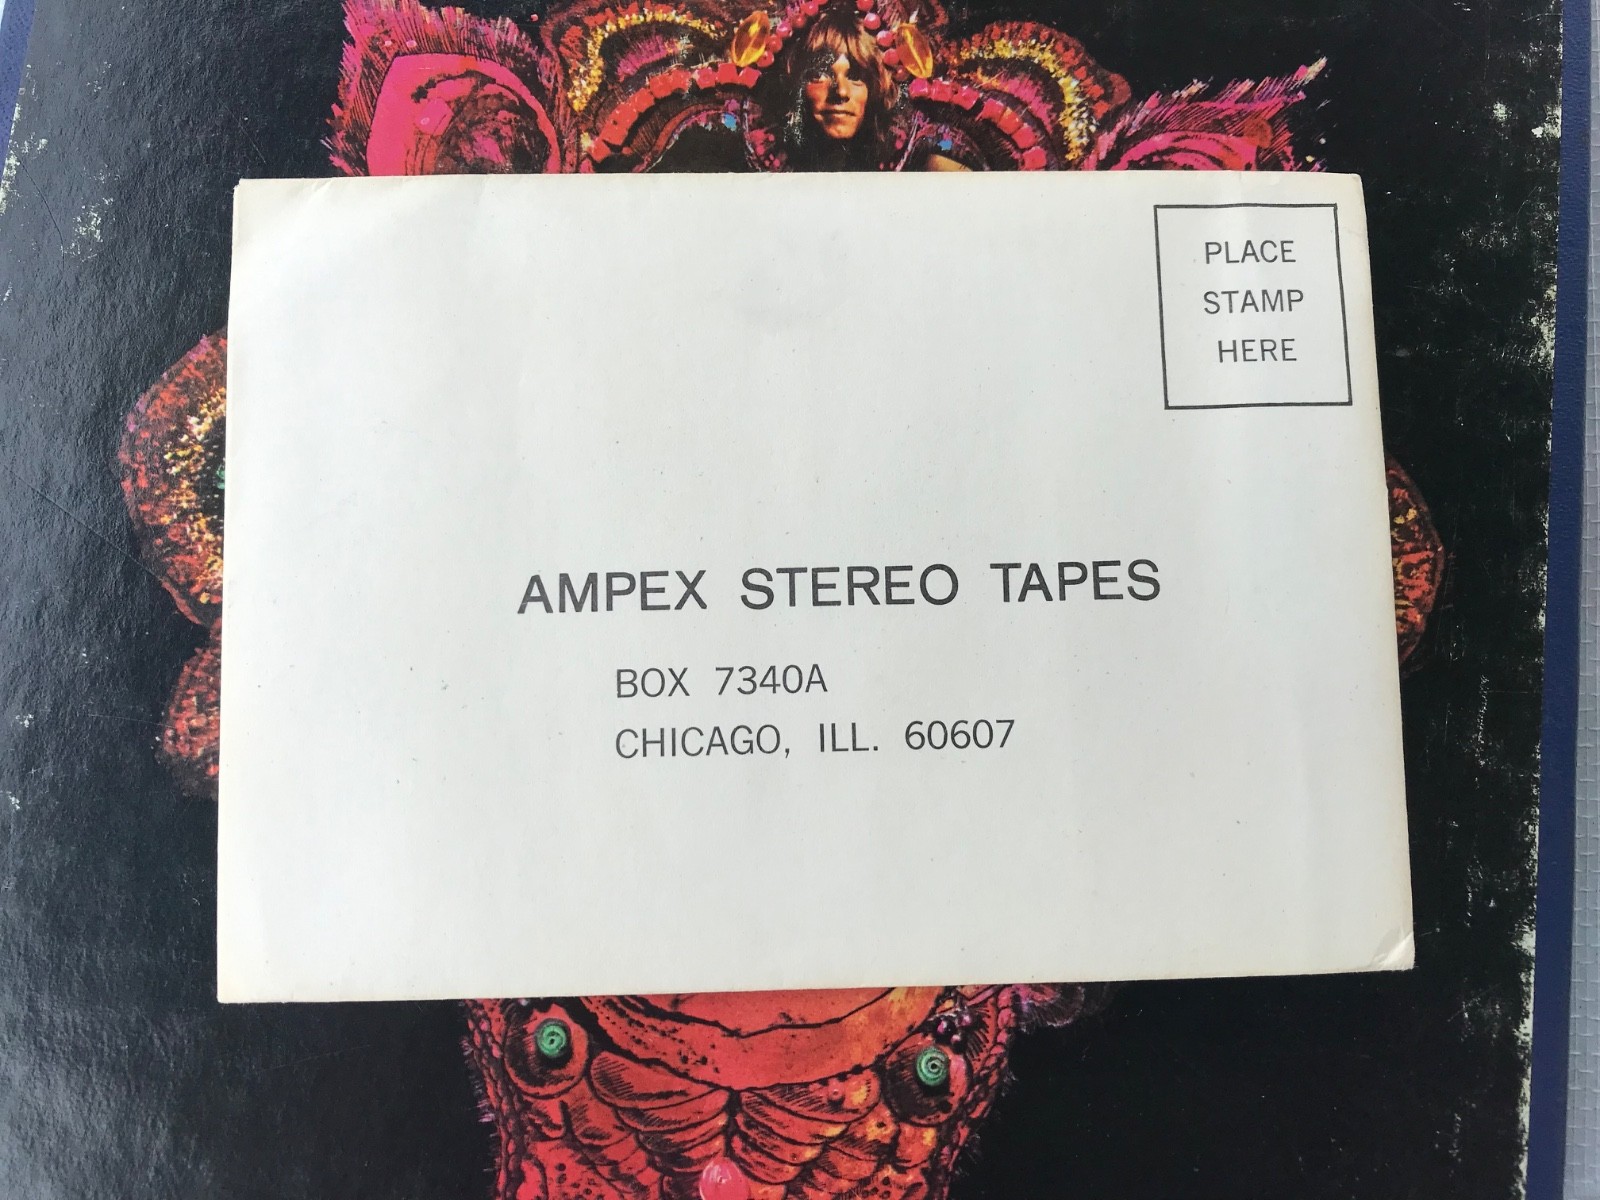 PLACE
STAMP
HERE
AMPEX STEREO TAPES
BOX 7340A
CHICAGO, ILL. 60607